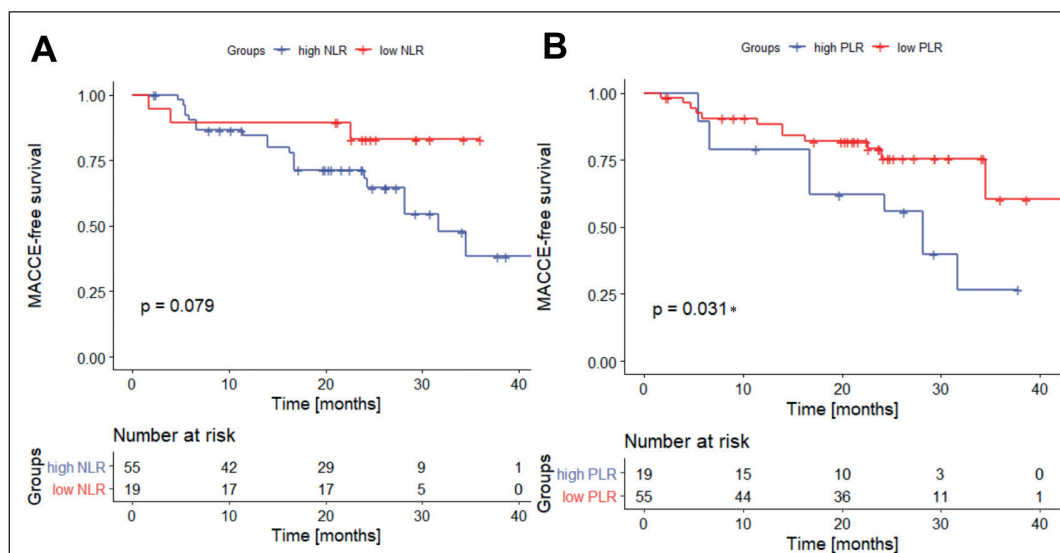 A
Groups high NLR low NLR
MACCE-free survival
1.00
0.75
0.50
0.25
0.00
p = 0.079
0 10 20 30 40
Time [months]
Number at risk
Groups
high NLR 55 42 29 9 1
low NLR 19 17 17 5 0
0 10 20 30 40
Time [months]
B
Groups high PLR low PLR
MACCE-free survival
1.00
0.75
0.50
0.25
0.00
p = 0.031*
0 10 20 30 40
Time [months]
Number at risk
Groups
high PLR 19 15 10 3 0
low PLR 55 44 36 11 1
0 10 20 30 40
Time [months]